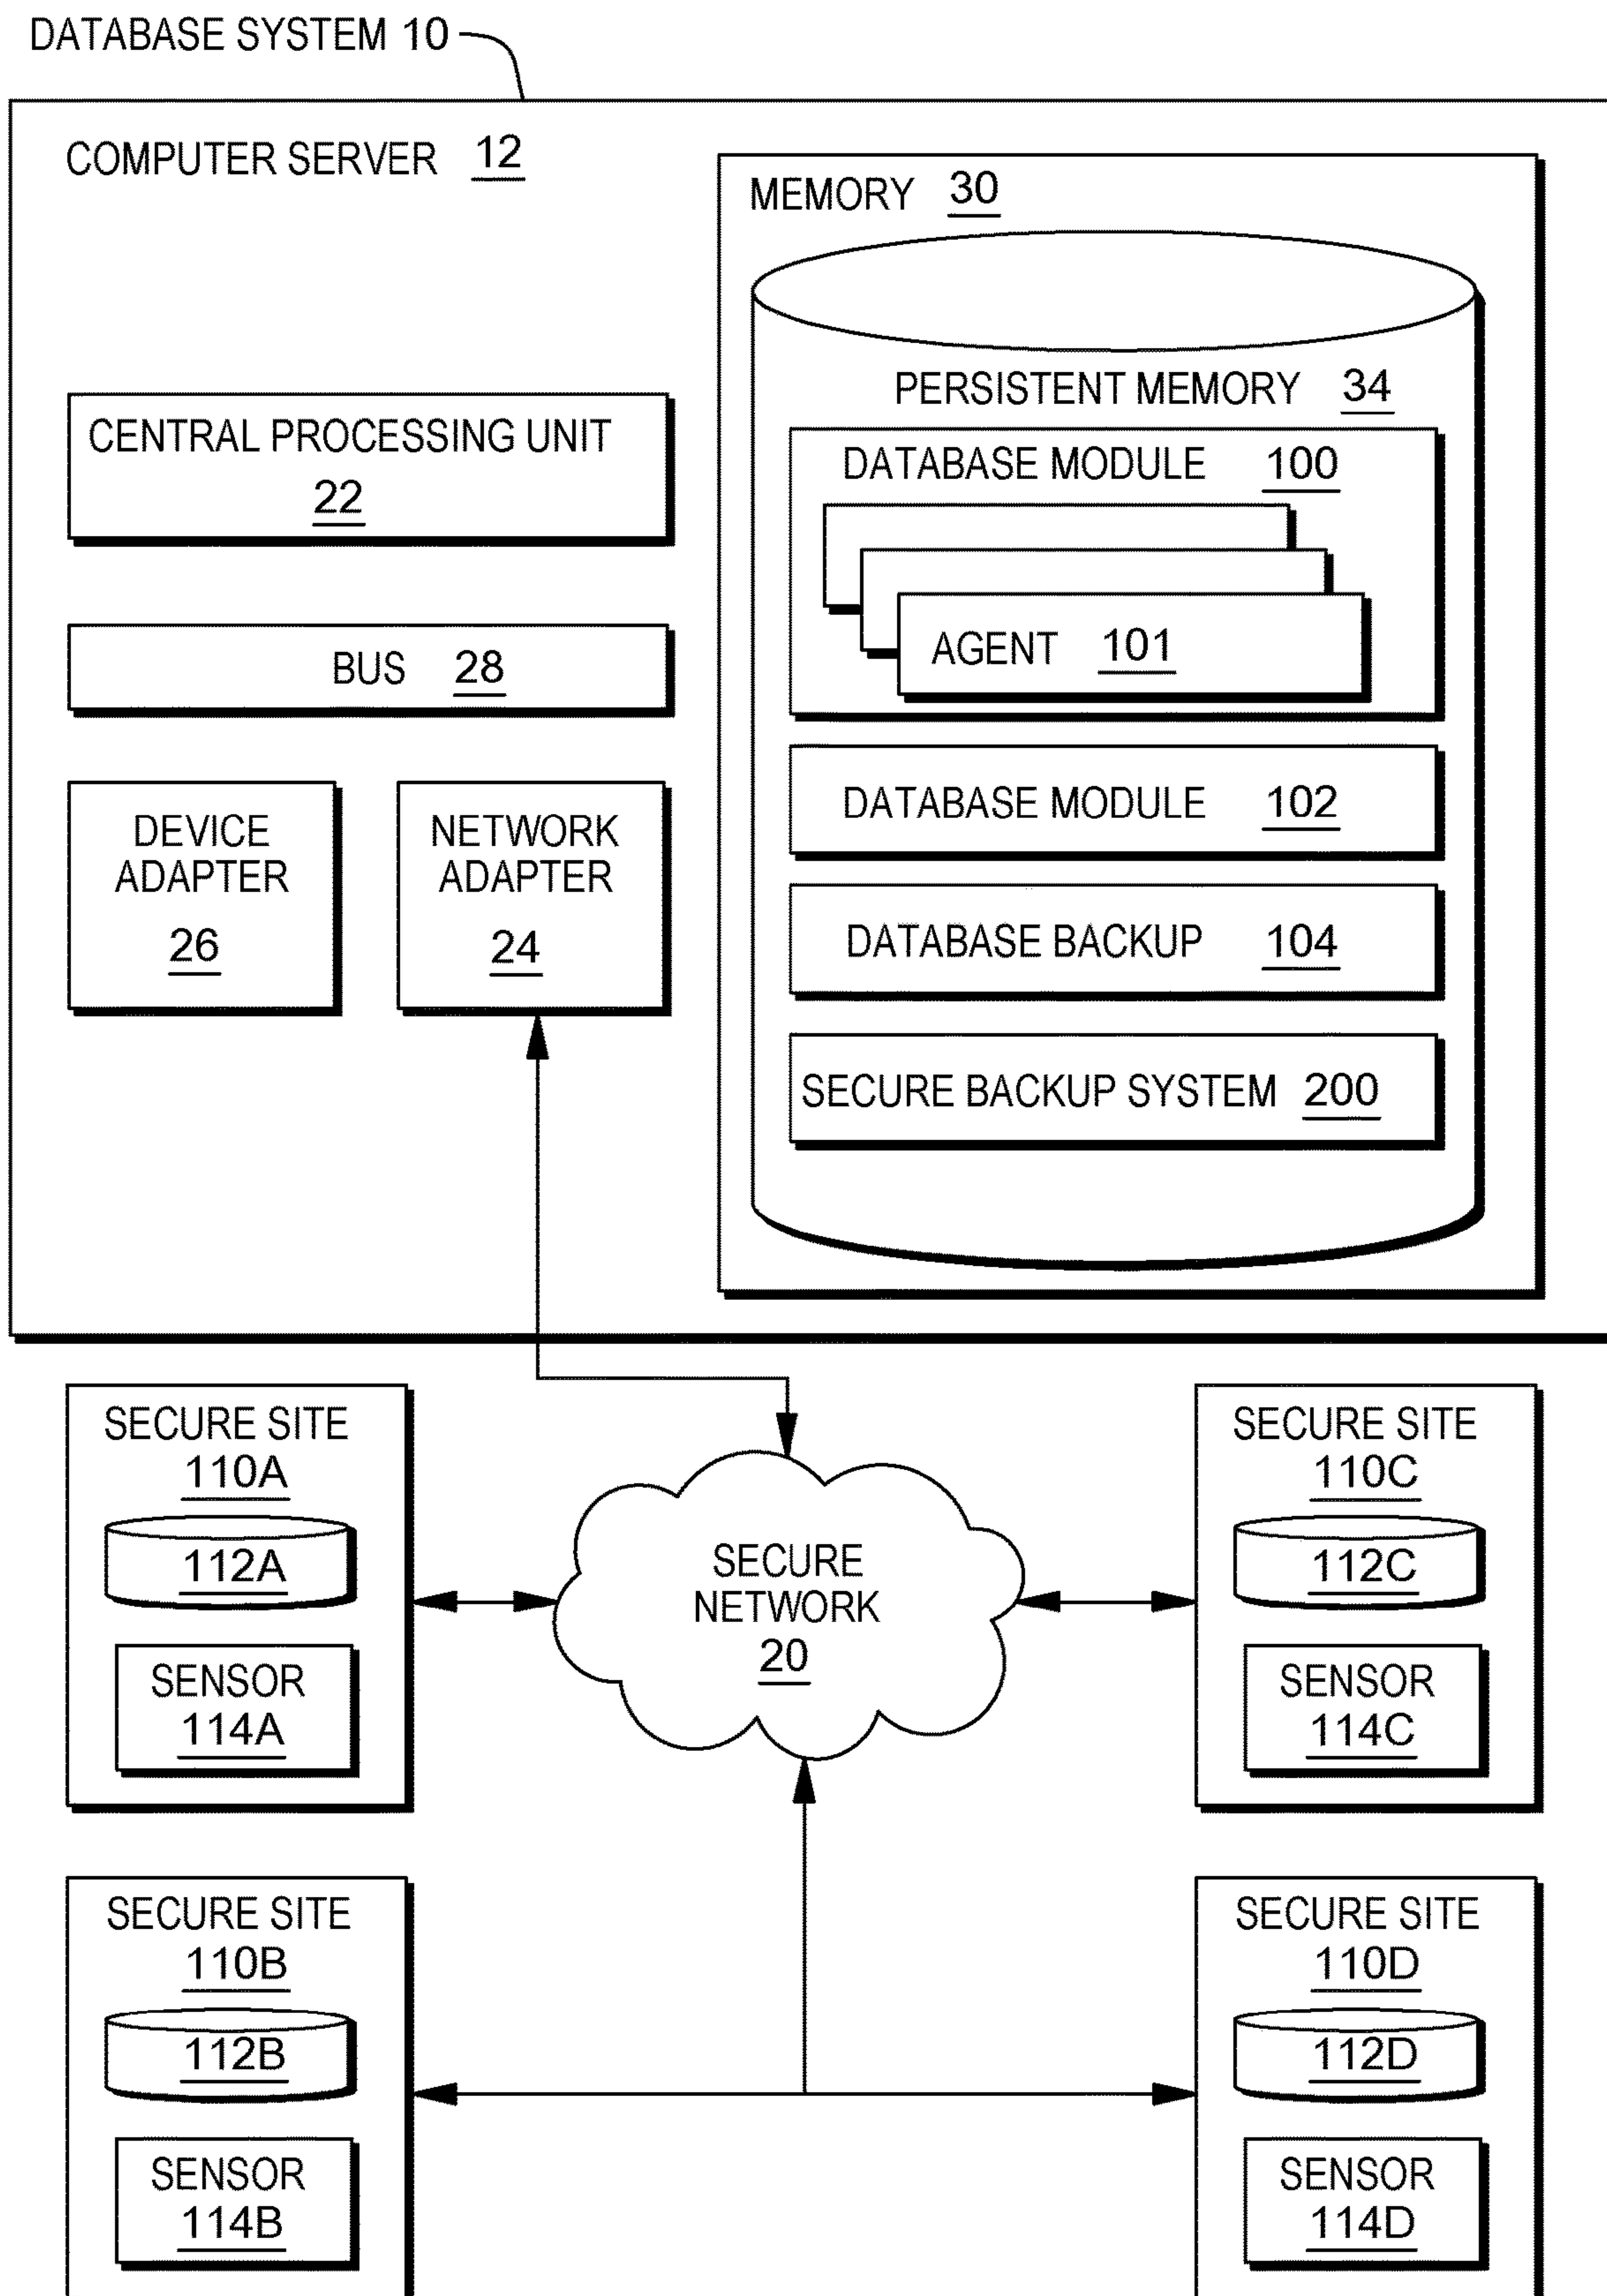 DATABASE SYSTEM 10
COMPUTER SERVER 12
MEMORY 30
PERSISTENT MEMORY 34
CENTRAL PROCESSING UNIT
22
DATABASE MODULE 100
AGENT 101
BUS 28
DATABASE MODULE 102
DEVICE
ADAPTER
26
NETWORK
ADAPTER
24
DATABASE BACKUP 104
SECURE BACKUP SYSTEM 200
SECURE SITE
110A
112A
SENSOR
114A
SECURE
NETWORK
20
SECURE SITE
110C
112C
SENSOR
114C
SECURE SITE
110B
112B
SENSOR
114B
SECURE SITE
110D
112D
SENSOR
114D